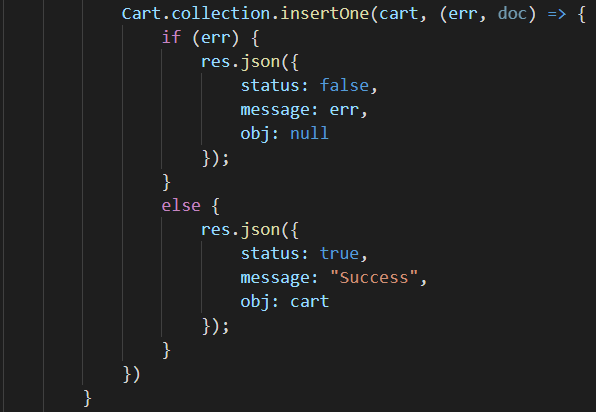 Cart.collection.insertOne(cart, (err, doc) => {
if (err) {
res.json({
status: false,
message: err,
obj: null
});
}
else {
res.json({
status: true,
message: "Success",
obj: cart
});
}
})
}